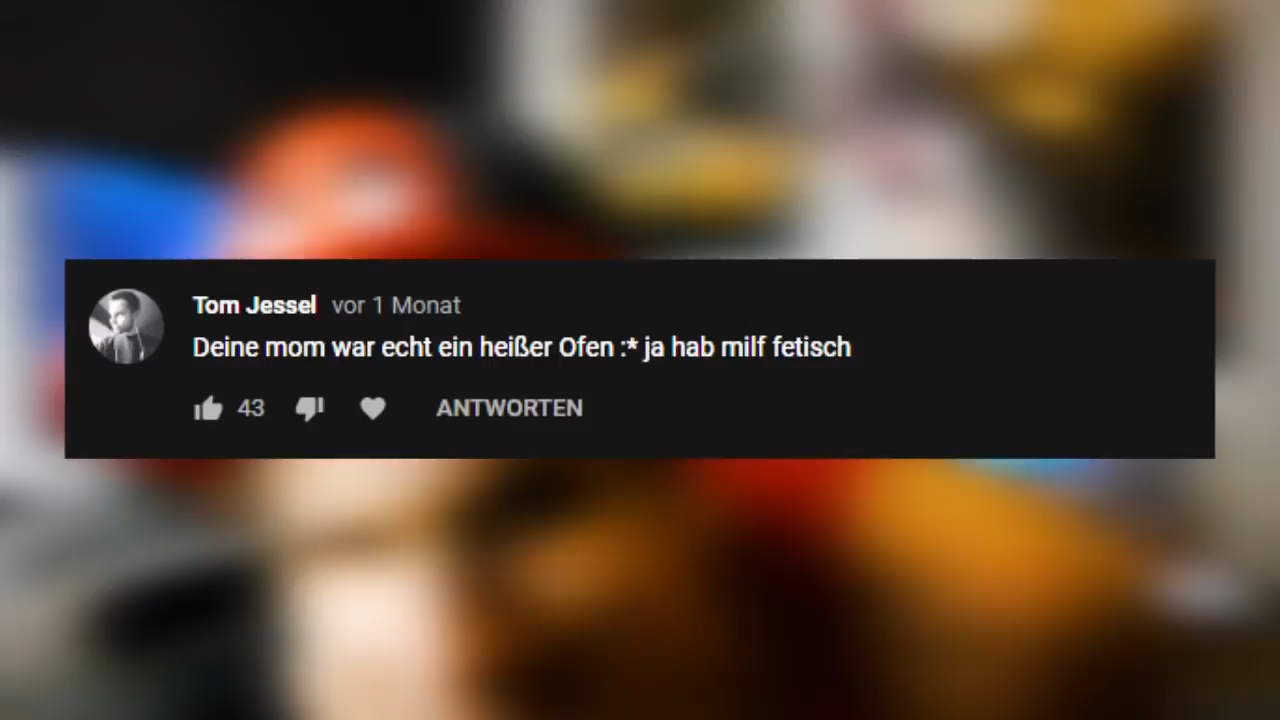 Tom Jessel vor 1 Monat
Deine mom war echt ein heißer Ofen :* ja hab milf fetisch
43 ANTWORTEN